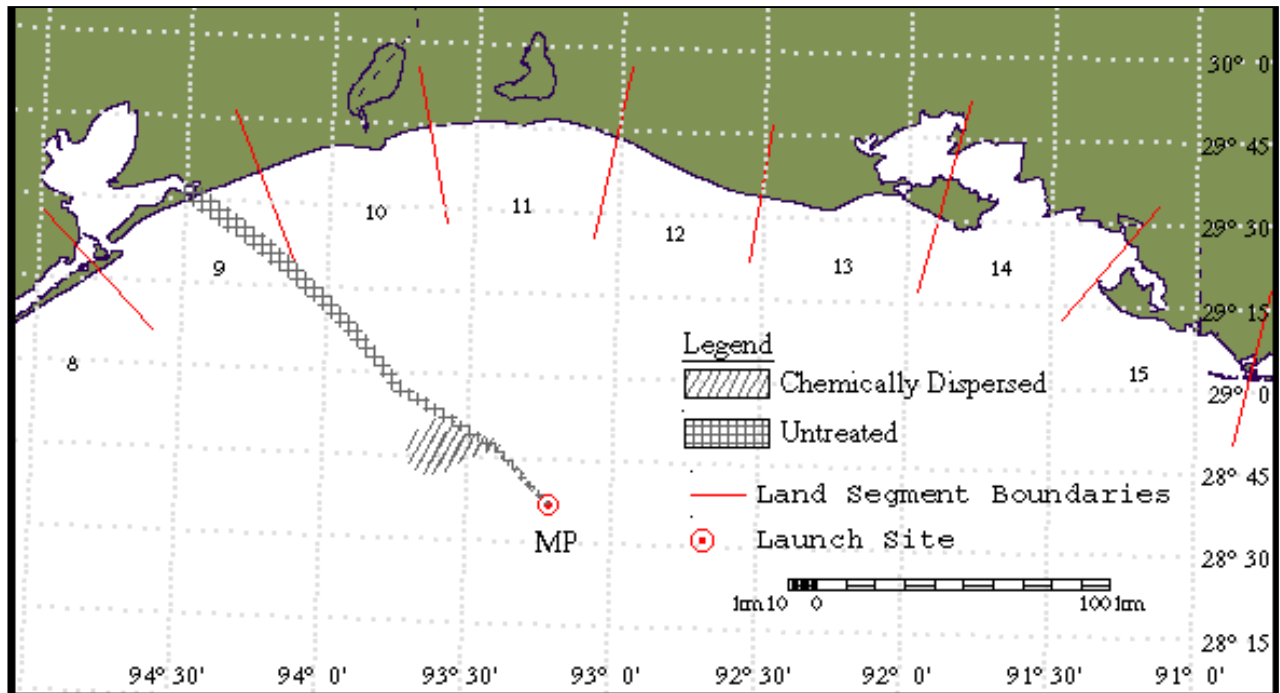 30° 0
29° 45
10
11
12
29° 30
9
13
14
29° 15
8
Legend
15
Chemically Dispersed
29° 0
Untreated
28° 45
Land Segment Boundaries
MP
Launch Site
28° 30
km 10 0 100 km
28° 15
94° 30' 94° 0' 93° 30' 93° 0' 92° 30' 92° 0' 91° 30' 91° 0'